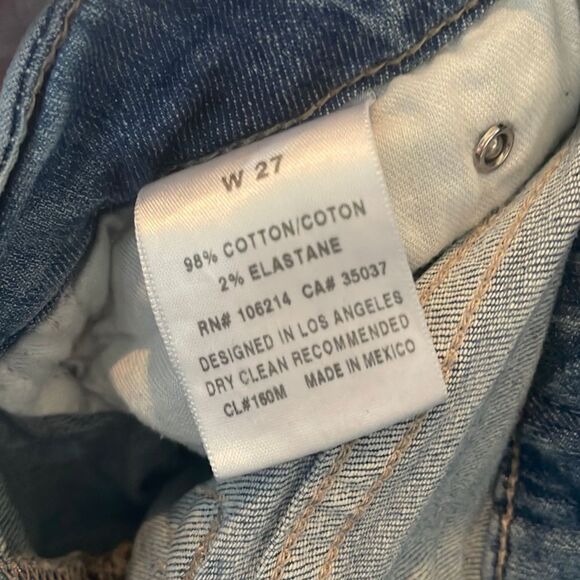 W 27
98% COTTON/COTON
2% ELASTANE
RN# 106214 CA# 35037
DESIGNED IN LOS ANGELES
DRY CLEAN RECOMMENDED
CL#160M MADE IN MEXICO